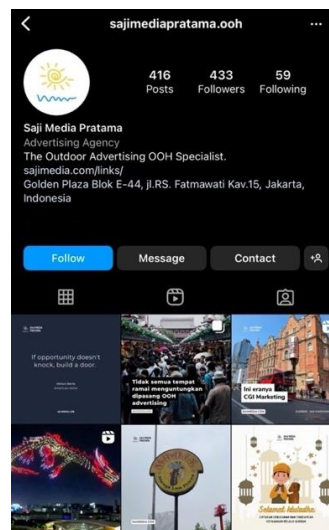 sajimediapratama.ooh
416
433
59
Posts
Followers
Following
Saji Media Pratama
Advertising Agency
The Outdoor Advertising OOH Specialist.
sajimedia.com/links/
Golden Plaza Blok E-44, jl.RS. Fatmawati Kav.15, Jakarta,
Indonesia
Follow
Message
Contact
If opportunity doesn't
knock, build a door.
Tidak semua tempat
ramai menguntungkan
dipasang OOH
advertising
Ini eranya
CGI Marketing
Selamat Iduladha